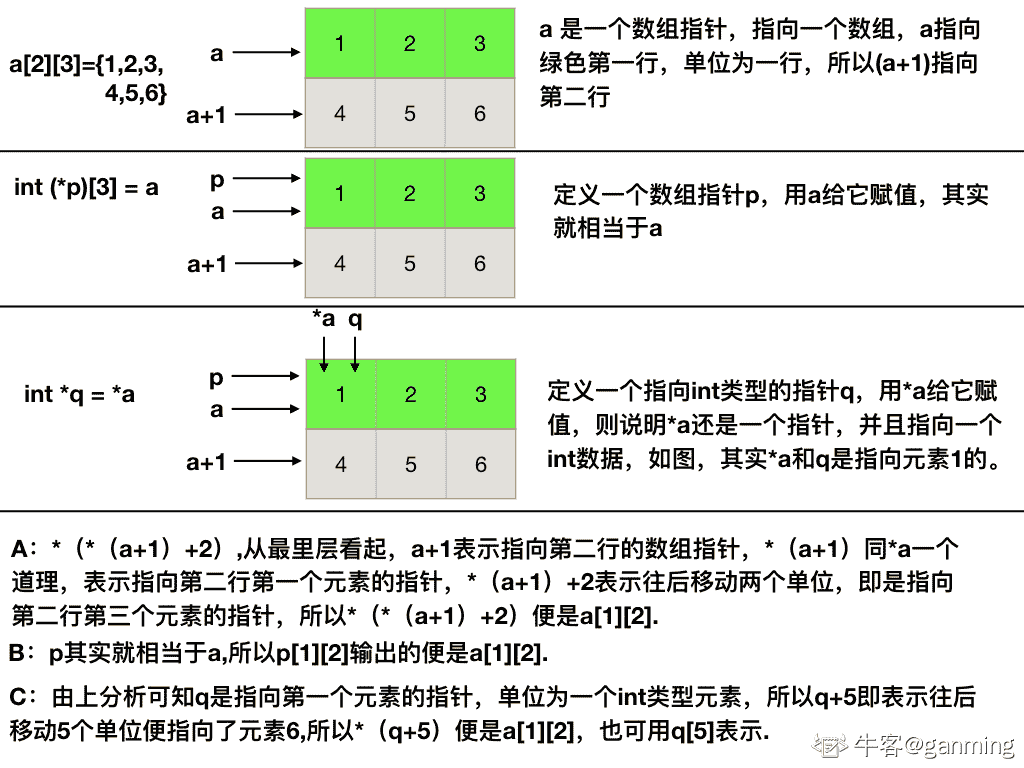 a[2][3]={1,2,3,
4,5,6}
a
a+1
1 2 3
4 5 6
a 是一个数组指针，指向一个数组，a指向
绿色第一行，单位为一行，所以(a+1)指向
第二行
int (*p)[3] = a
p
a
a+1
1 2 3
4 5 6
定义一个数组指针p，用a给它赋值，其实
就相当于a
*a q
int *q = *a
p
a
a+1
1 2 3
4 5 6
定义一个指向int类型的指针q，用*a给它赋
值，则说明*a还是一个指针，并且指向一个
int数据，如图，其实*a和q是指向元素1的。
A：*（*（a+1）+2）,从最里层看起，a+1表示指向第二行的数组指针，*（a+1）同*a一个
道理，表示指向第二行第一个元素的指针，*（a+1）+2表示往后移动两个单位，即是指向
第二行第三个元素的指针，所以*（*（a+1）+2）便是a[1][2].
B：p其实就相当于a,所以p[1][2]输出的便是a[1][2].
C：由上分析可知q是指向第一个元素的指针，单位为一个int类型元素，所以q+5即表示往后
移动5个单位便指向了元素6,所以*（q+5）便是a[1][2]，也可用q[5]表示.
牛客@ganming